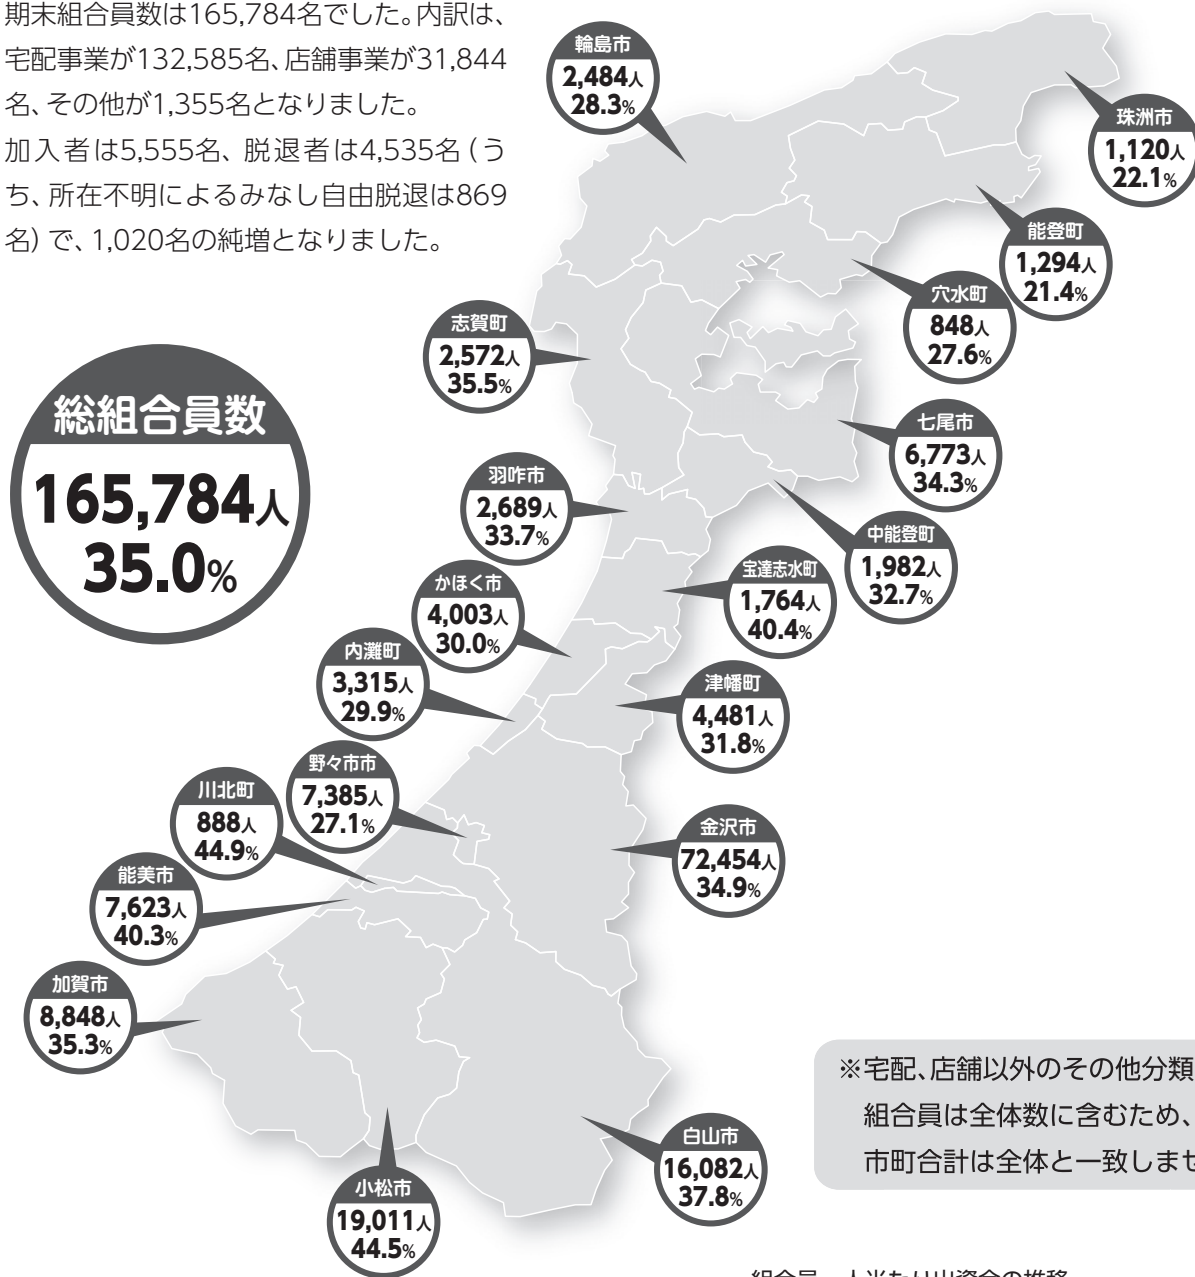 期末組合員数は165,784名でした。内訳は、
宅配事業が132,585名、店舗事業が31,844
名、その他が1,355名となりました。
加入者は5,555名、脱退者は4,535名(う
ち、所在不明によるみなし自由脱退は869
名)で、1,020名の純増となりました。
総組合員数
165,784人
35.0%
輪島市
2,484人
28.3%
珠洲市
1,120人
22.1%
能登町
1,294人
21.4%
穴水町
848人
27.6%
志賀町
2,572人
35.5%
七尾市
6,773人
34.3%
羽咋市
2,689人
33.7%
中能登町
1,982人
32.7%
宝達志水町
1,764人
40.4%
かほく市
4,003人
30.0%
内灘町
3,315人
29.9%
津幡町
4,481人
31.8%
野々市市
7,385人
27.1%
川北町
888人
44.9%
金沢市
72,454人
34.9%
能美市
7,623人
40.3%
加賀市
8,848人
35.3%
白山市
16,082人
37.8%
小松市
19,011人
44.5%
※宅配、店舗以外のその他分類
組合員は全体数に含むため、
市町合計は全体と一致しませ